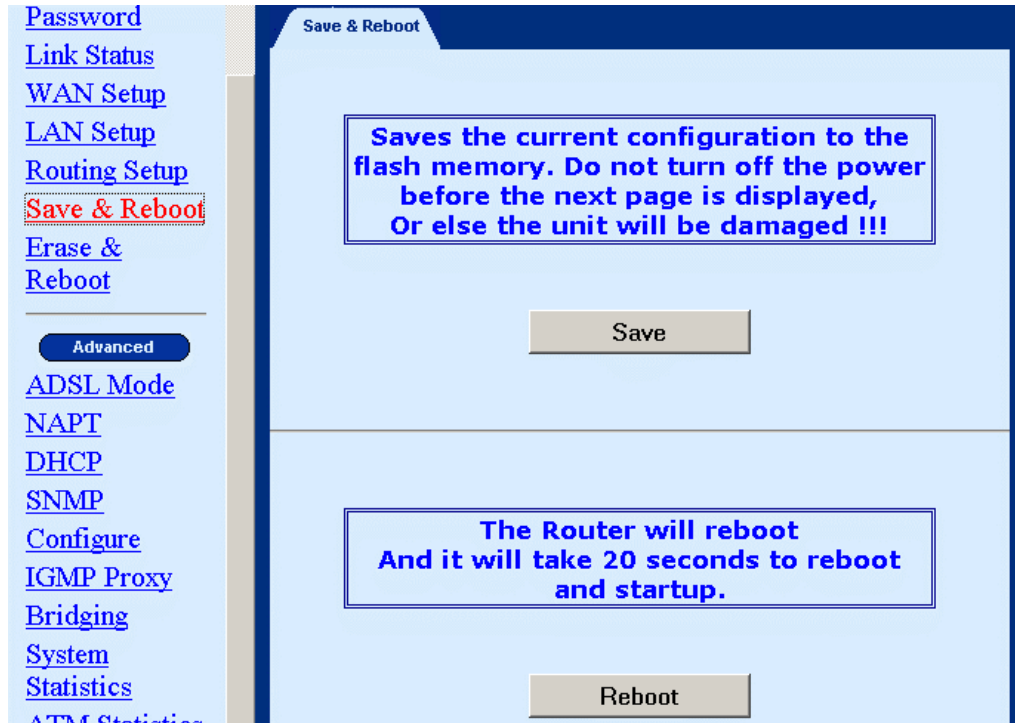 Password
Link Status
WAN Setup
LAN Setup
Routing Setup
Save & Reboot
Erase &
Reboot
Advanced
ADSL Mode
NAPT
DHCP
SNMP
Configure
IGMP Proxy
Bridging
System
Statistics
ATM Statistics
Save & Reboot
Saves the current configuration to the
flash memory. Do not turn off the power
before the next page is displayed,
Or else the unit will be damaged !!!
Save
The Router will reboot
And it will take 20 seconds to reboot
and startup.
Reboot